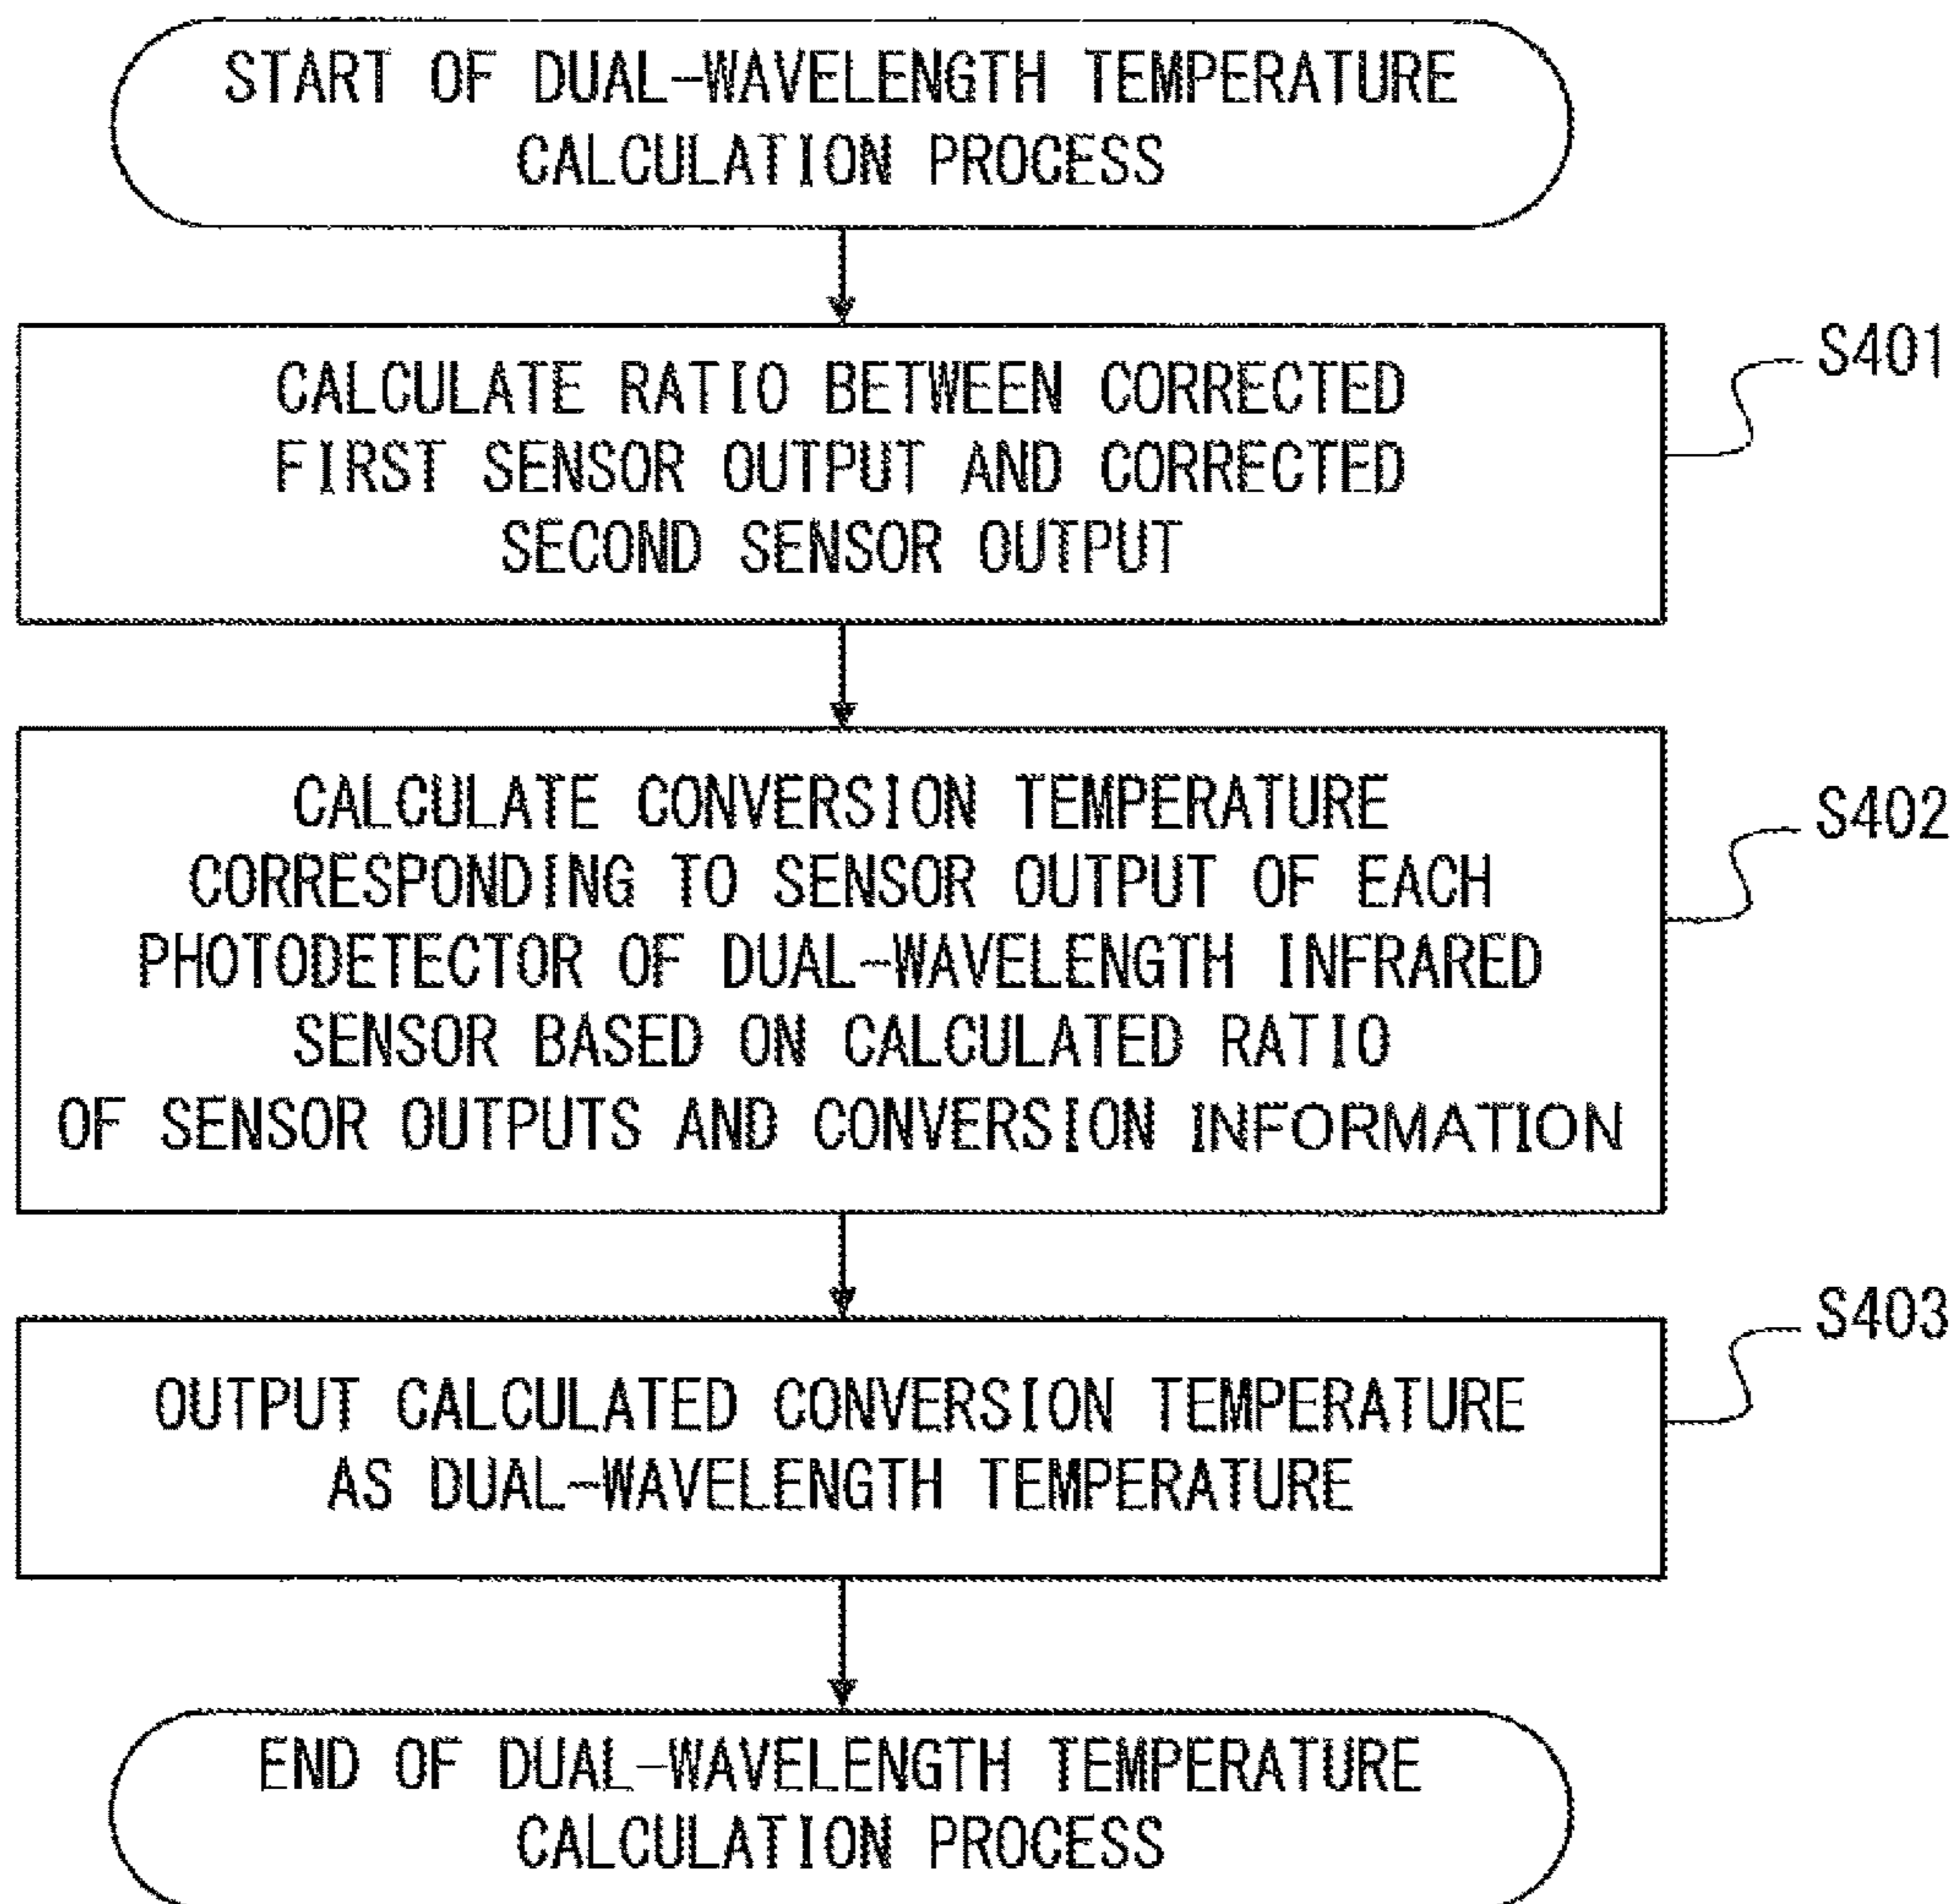 START OF DUAL-WAVELENGTH TEMPERATURE
CALCULATION PROCESS
CALCULATE RATIO BETWEEN CORRECTED
FIRST SENSOR OUTPUT AND CORRECTED
SECOND SENSOR OUTPUT
S401
CALCULATE CONVERSION TEMPERATURE
CORRESPONDING TO SENSOR OUTPUT OF EACH
PHOTODETECTOR OF DUAL-WAVELENGTH INFRARED
SENSOR BASED ON CALCULATED RATIO
OF SENSOR OUTPUTS AND CONVERSION INFORMATION
S402
OUTPUT CALCULATED CONVERSION TEMPERATURE
AS DUAL-WAVELENGTH TEMPERATURE
S403
END OF DUAL-WAVELENGTH TEMPERATURE
CALCULATION PROCESS